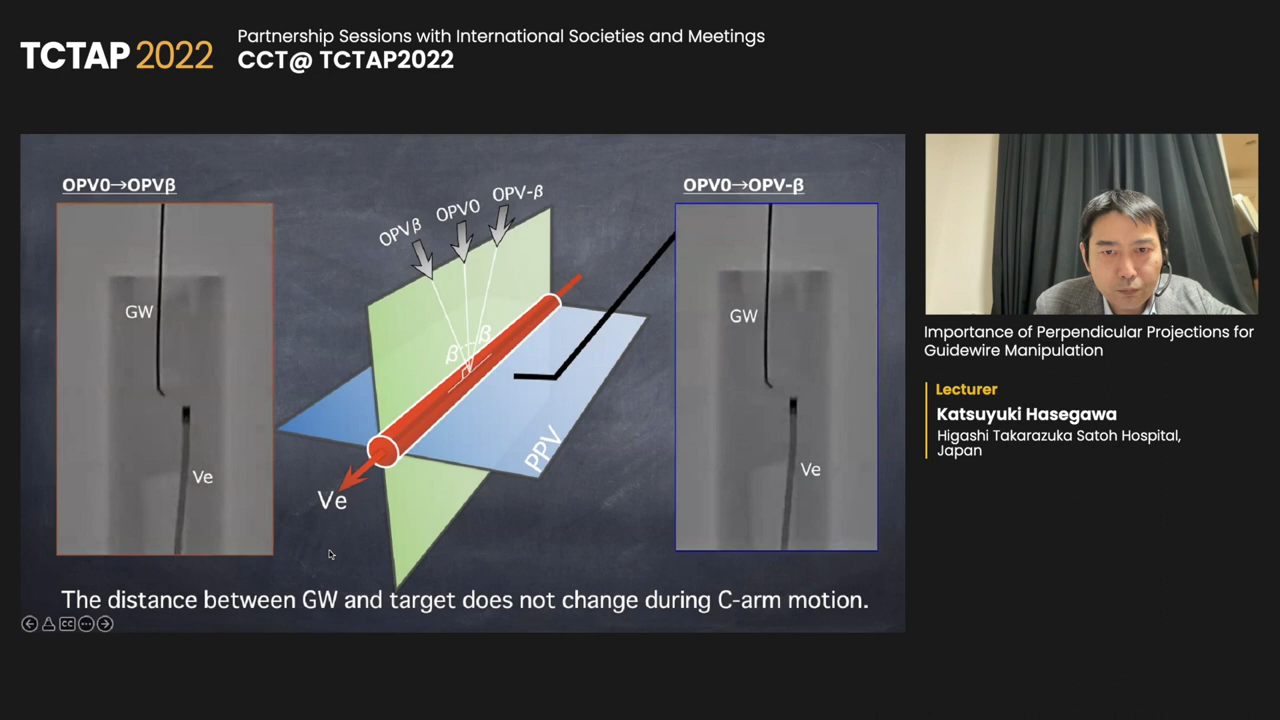 TCTAP 2022
Partnership Sessions with International Societies and Meetings
CCT@ TCTAP2022
OPV0→OPVβ
GW
Ve
OPVβ
OPV0
OPV-β
β
β
PPV
Ve
OPV0→OPV-β
GW
Ve
The distance between GW and target does not change during C-arm motion.
CC
Importance of Perpendicular Projections for
Guidewire Manipulation
Lecturer
Katsuyuki Hasegawa
Higashi Takarazuka Satoh Hospital,
Japan